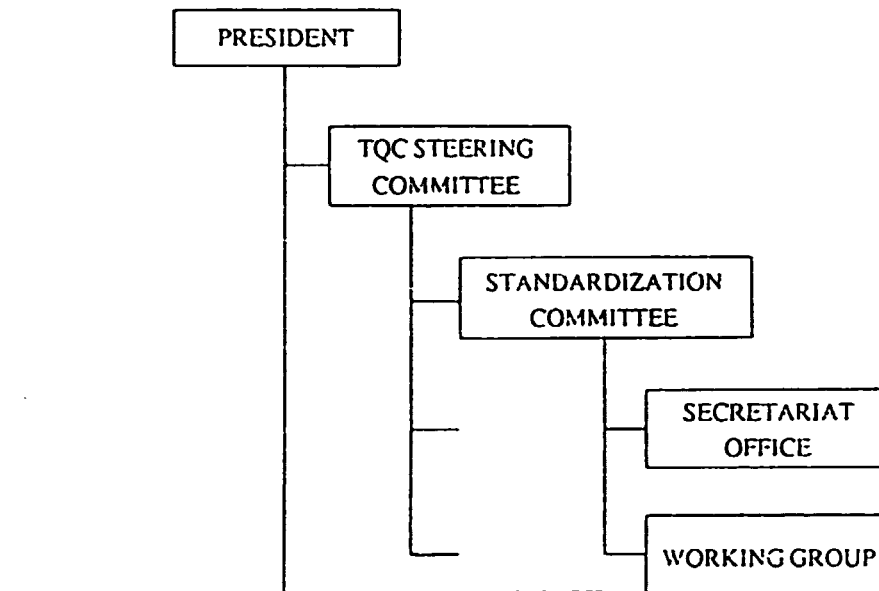 PRESIDENT
TQC STEERING
COMMITTEE
STANDARDIZATION
COMMITTEE
SECRETARIAT
OFFICE
WORKING GROUP